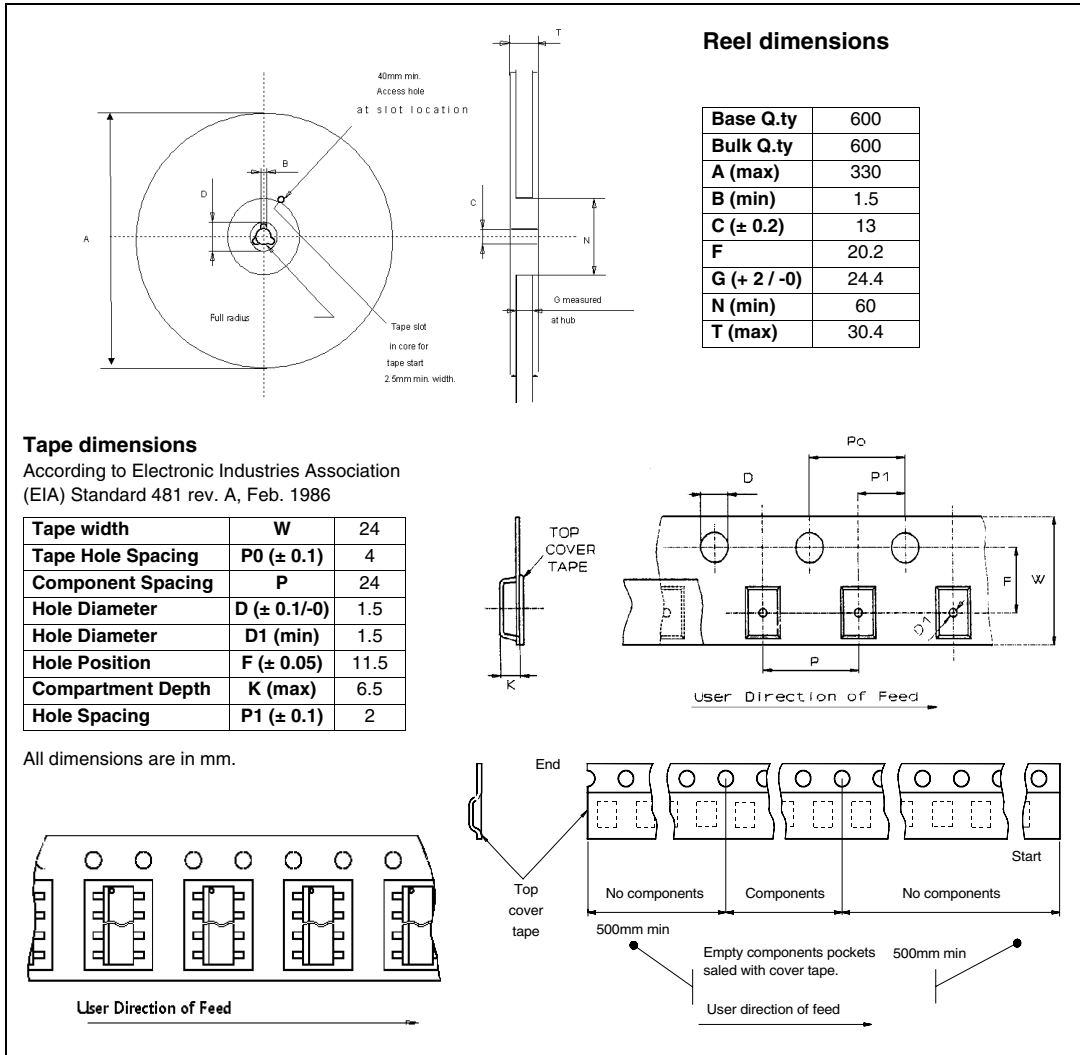 Reel dimensions
40mm min.
Access hole
at slot location
T
B
D
C
A
N
Full radius
Tape slot
in core for
tape start
2.5mm min. width.
G measured
at hub
Base Q.ty 600
Bulk Q.ty 600
A (max) 330
B (min) 1.5
C (± 0.2) 13
F 20.2
G (+ 2 / -0) 24.4
N (min) 60
T (max) 30.4
Tape dimensions
According to Electronic Industries Association
(EIA) Standard 481 rev. A, Feb. 1986
Tape width W 24
Tape Hole Spacing P0 (± 0.1) 4
Component Spacing P 24
Hole Diameter D (± 0.1/-0) 1.5
Hole Diameter D1 (min) 1.5
Hole Position F (± 0.05) 11.5
Compartment Depth K (max) 6.5
Hole Spacing P1 (± 0.1) 2
All dimensions are in mm.
Po
D
P1
TOP
COVER
TAPE
F
W
D1
P
K
User Direction of Feed
End
Start
Top
cover
tape
No components
Components
No components
500mm min
Empty components pockets
saled with cover tape.
500mm min
User direction of feed
User Direction of Feed